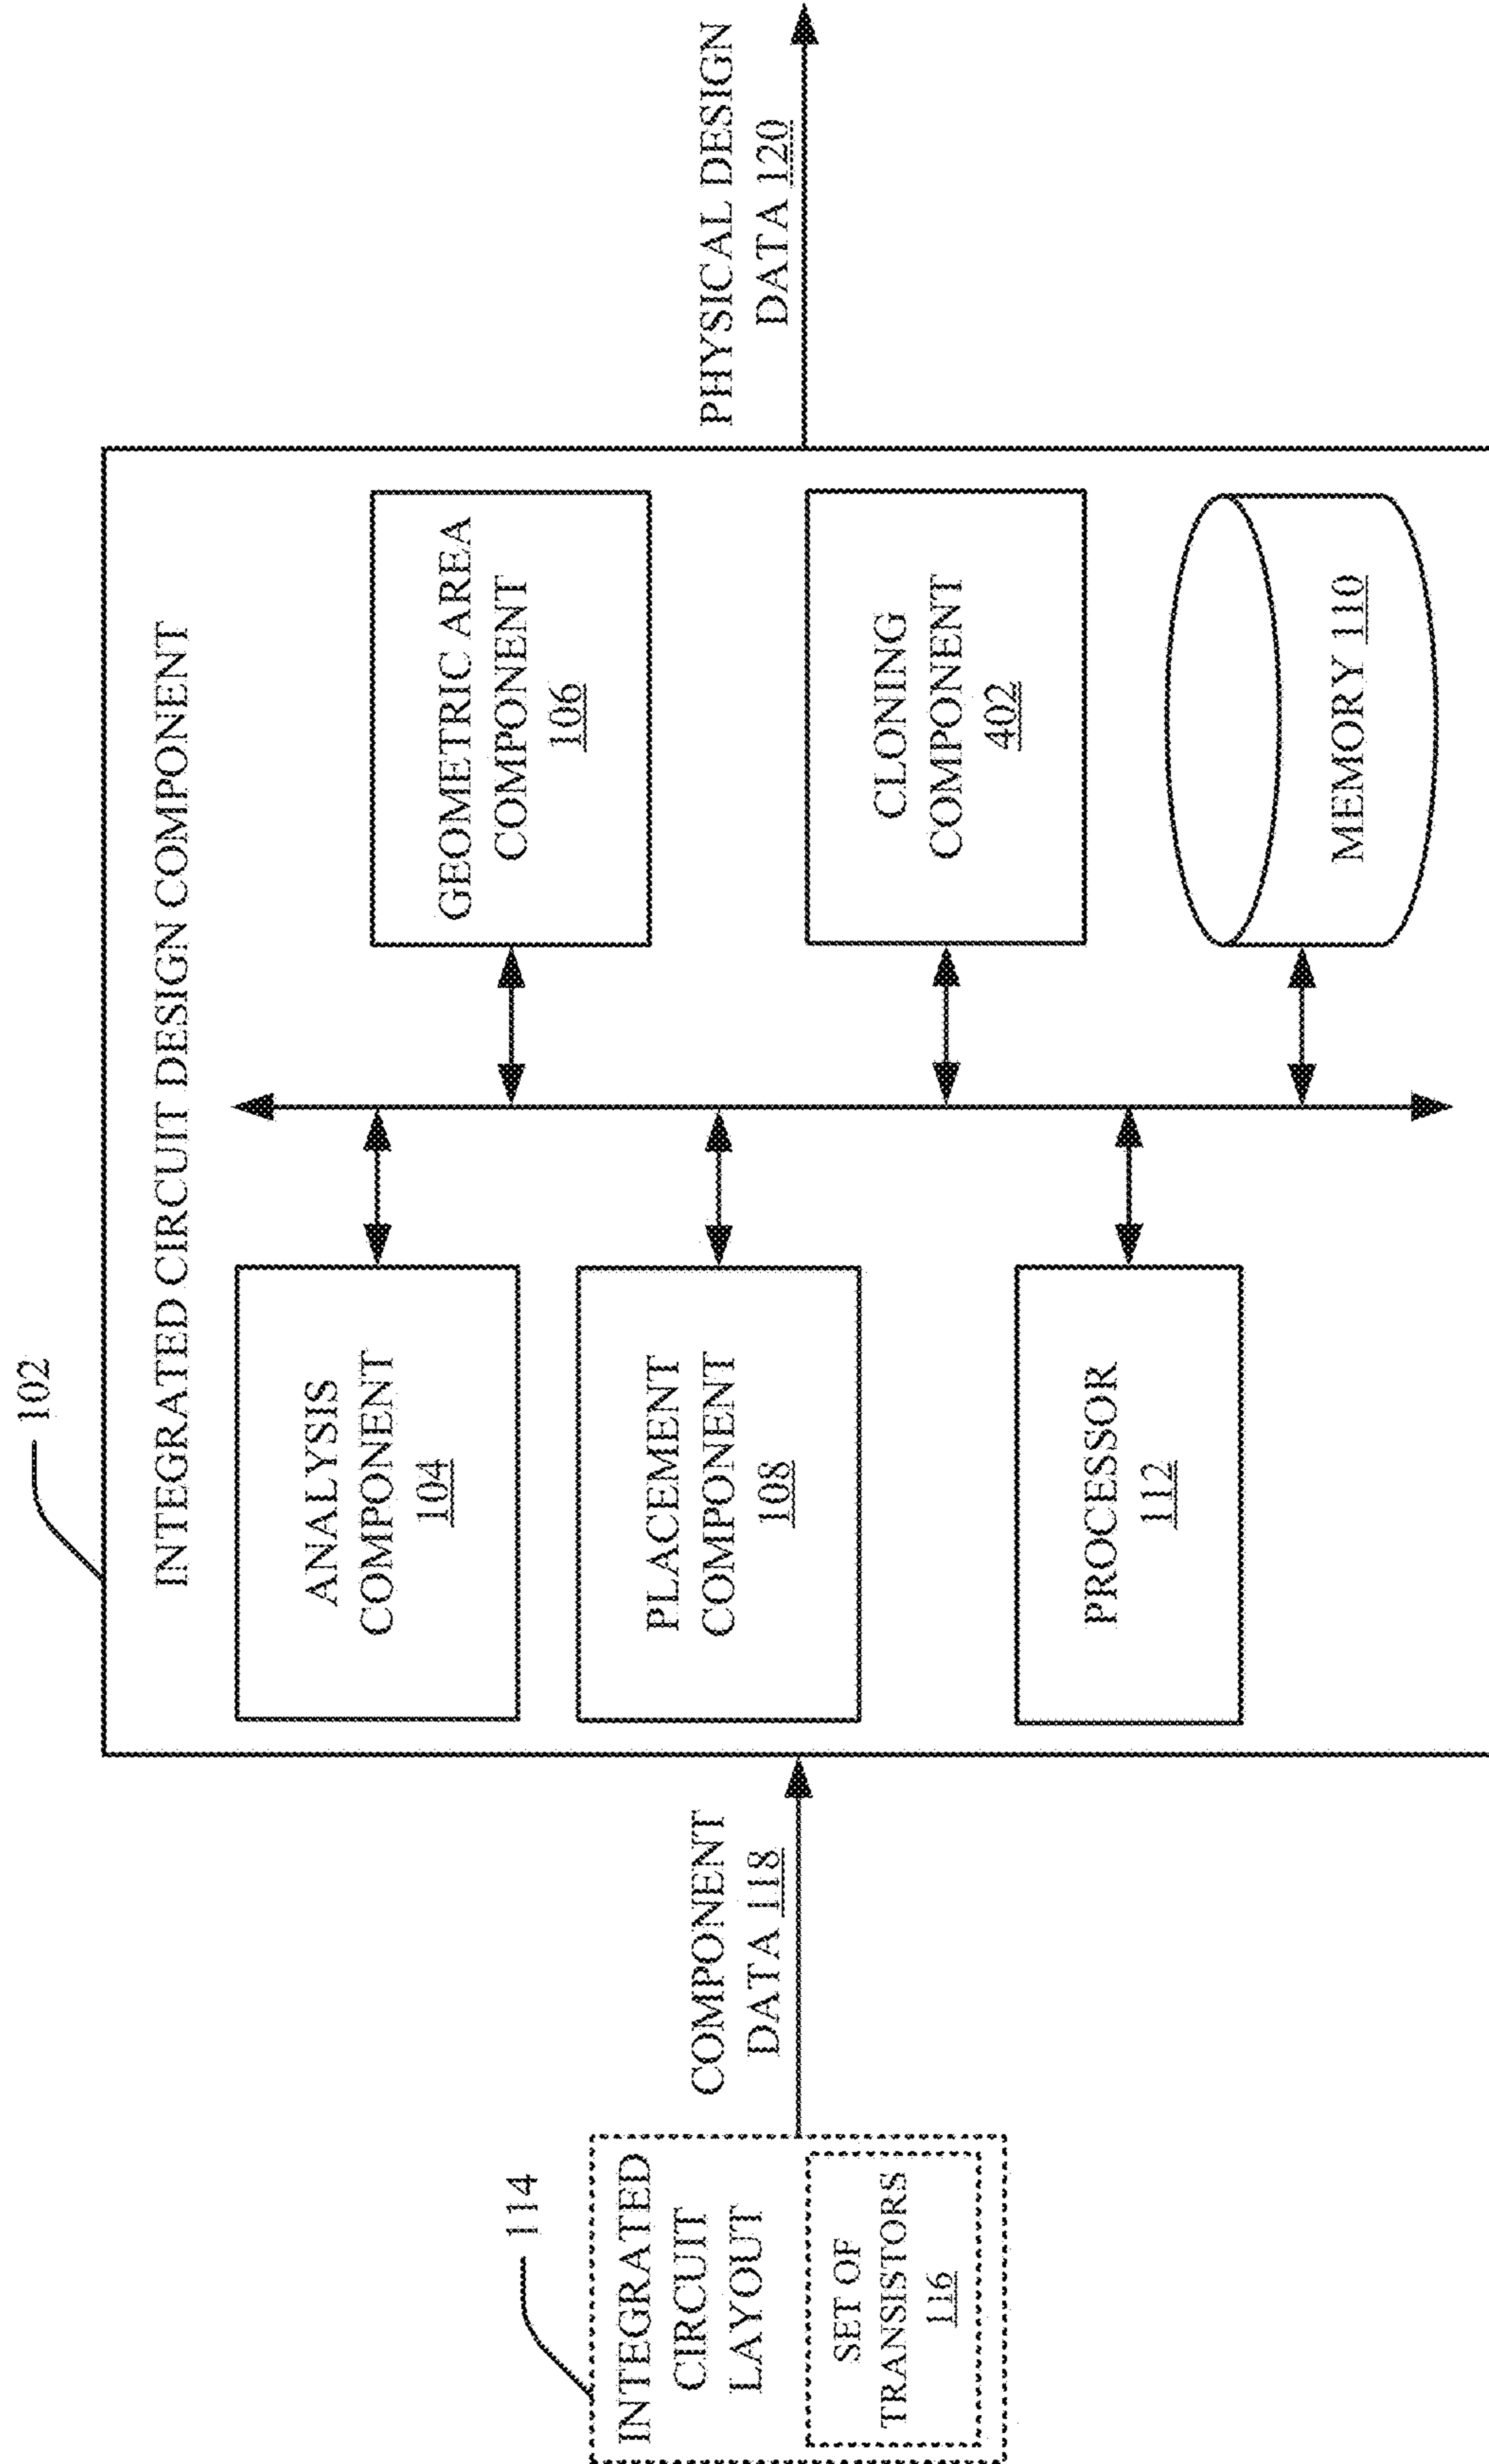 102
INTEGRATED CIRCUIT DESIGN COMPONENT
114
INTEGRATED
CIRCUIT
LAYOUT
SET OF
TRANSISTORS
116
COMPONENT
DATA 118
ANALYSIS
COMPONENT
104
PLACEMENT
COMPONENT
108
PROCESSOR
112
GEOMETRIC AREA
COMPONENT
106
CLONING
COMPONENT
402
MEMORY 110
PHYSICAL DESIGN
DATA 120